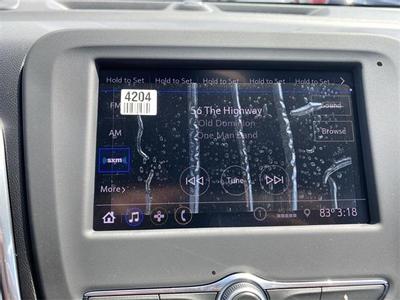 Hold to Set Hold to Set Hold to Set Hold to Set Hold to Set
4204
FM
56 The Highway
Sound
Old Dominion
AM
One Man Band
Browse
sxm
More
Tune
1
83° 3:18